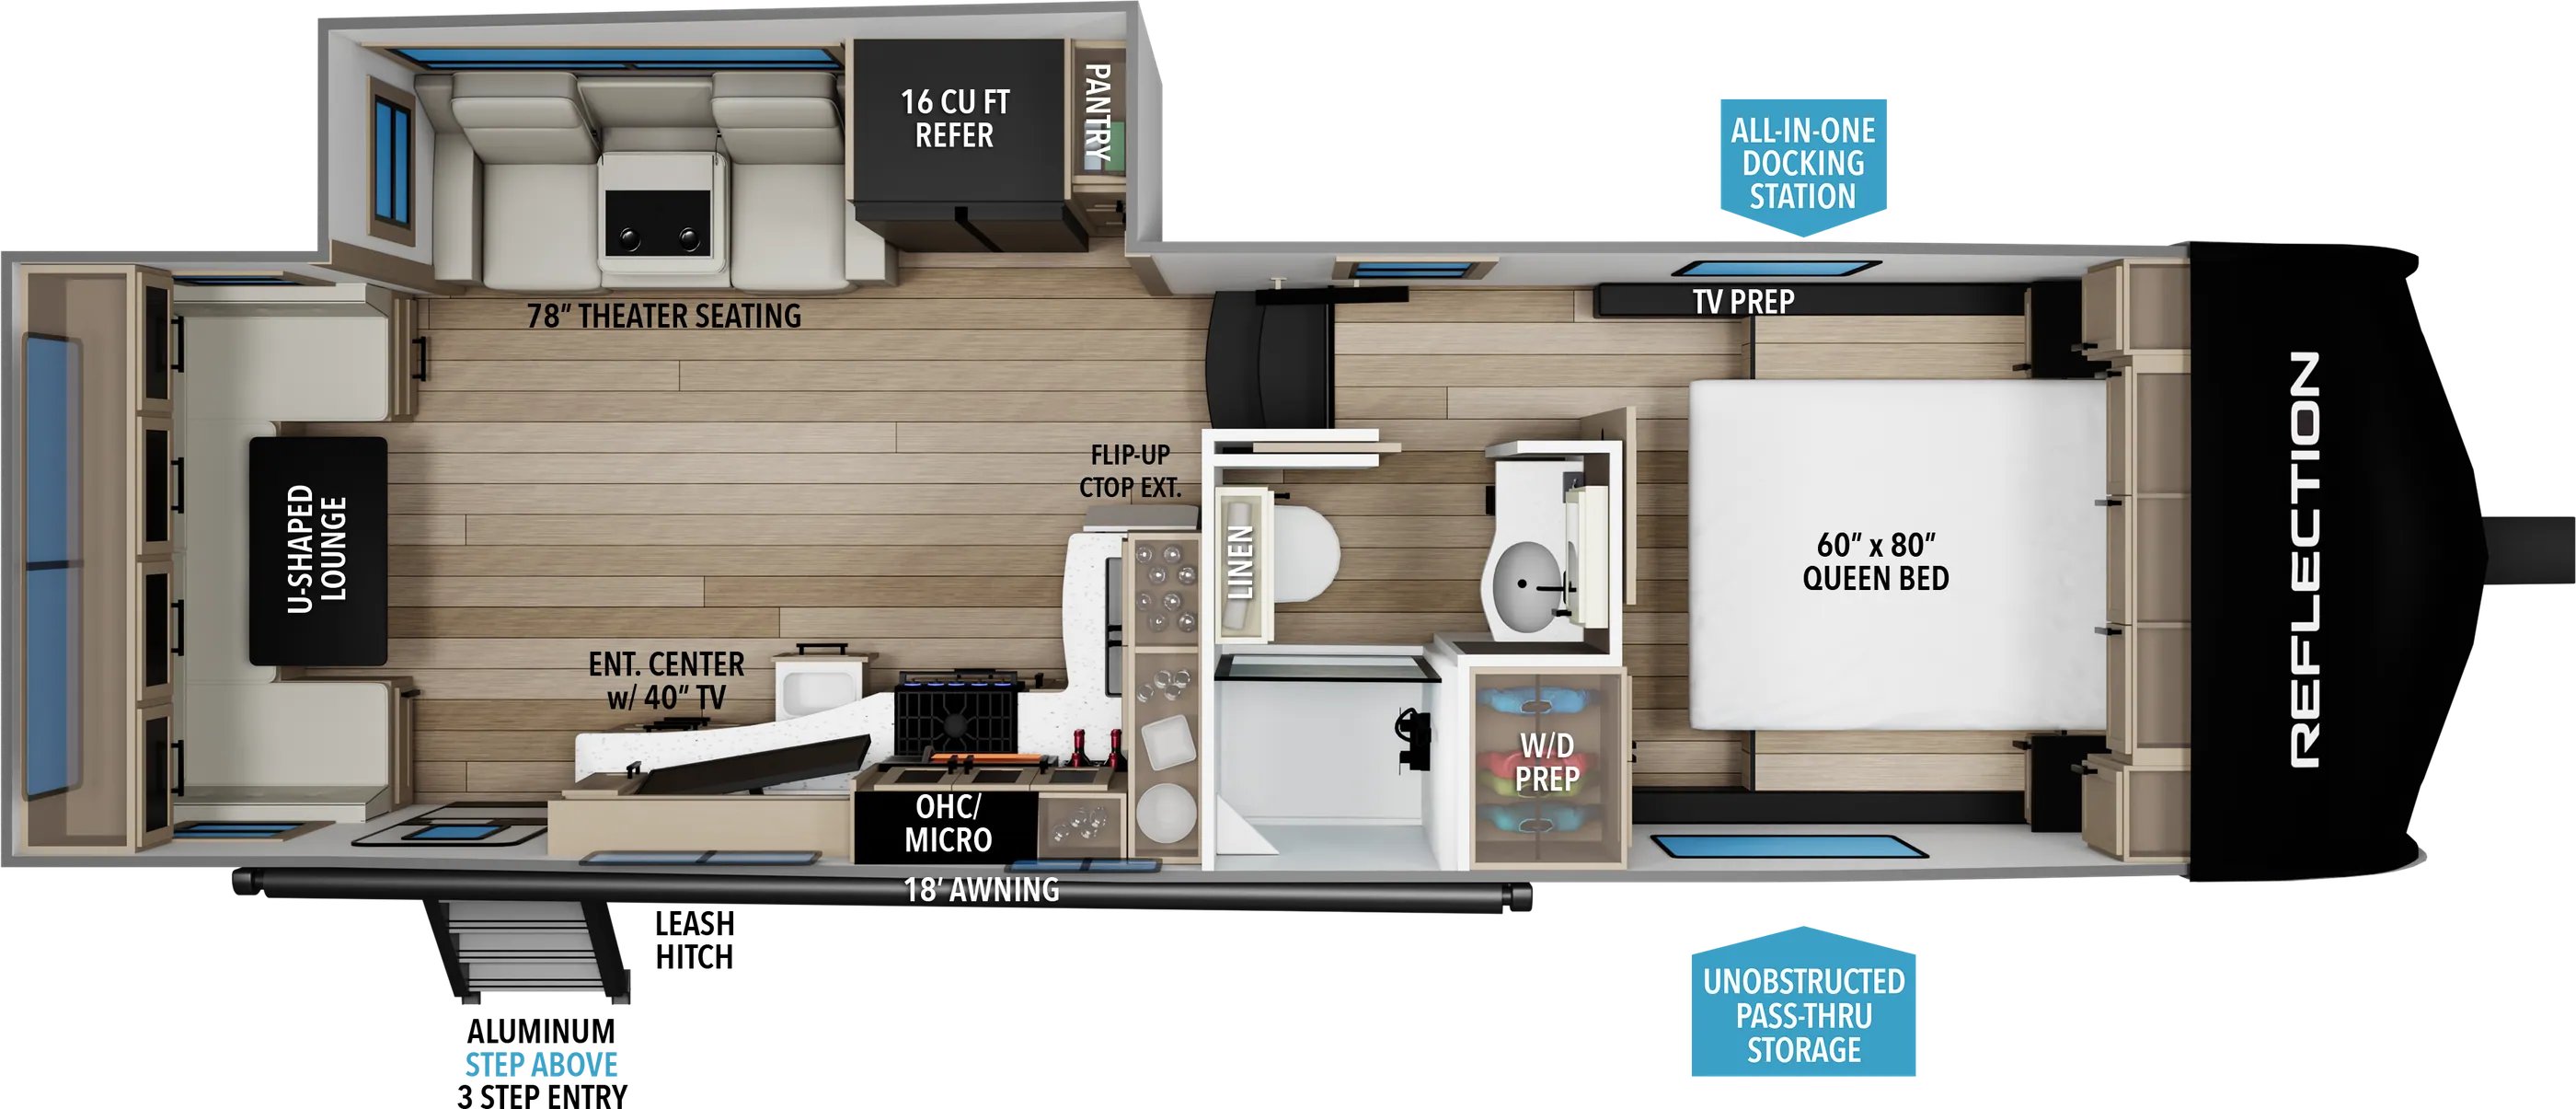 16 CU FT
REFER
PANTRY
ALL-IN-ONE
DOCKING
STATION
78" THEATER SEATING
TV PREP
FLIP-UP
CTOP EXT.
U-SHAPED
LOUNGE
LINEN
60" x 80"
QUEEN BED
REFLECTION
ENT. CENTER
w/ 40" TV
W/D
PREP
OHC/
MICRO
18' AWNING
LEASH
HITCH
UNOBSTRUCTED
PASS-THRU
STORAGE
ALUMINUM
STEP ABOVE
3 STEP ENTRY